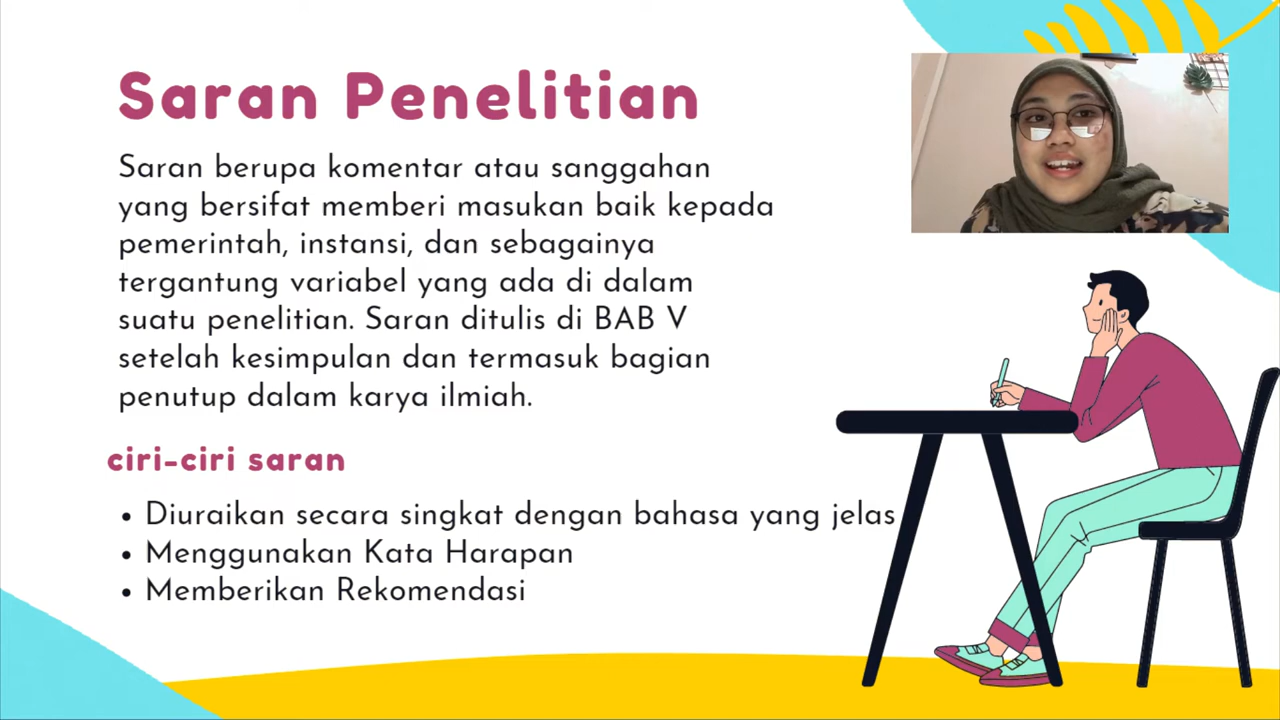 Saran Penelitian
Saran berupa komentar atau sanggahan
yang bersifat memberi masukan baik kepada
pemerintah, instansi, dan sebagainya
tergantung variabel yang ada di dalam
suatu penelitian. Saran ditulis di BAB V
setelah kesimpulan dan termasuk bagian
penutup dalam karya ilmiah.
ciri-ciri saran
• Diuraikan secara singkat dengan bahasa yang jelas
• Menggunakan Kata Harapan
• Memberikan Rekomendasi